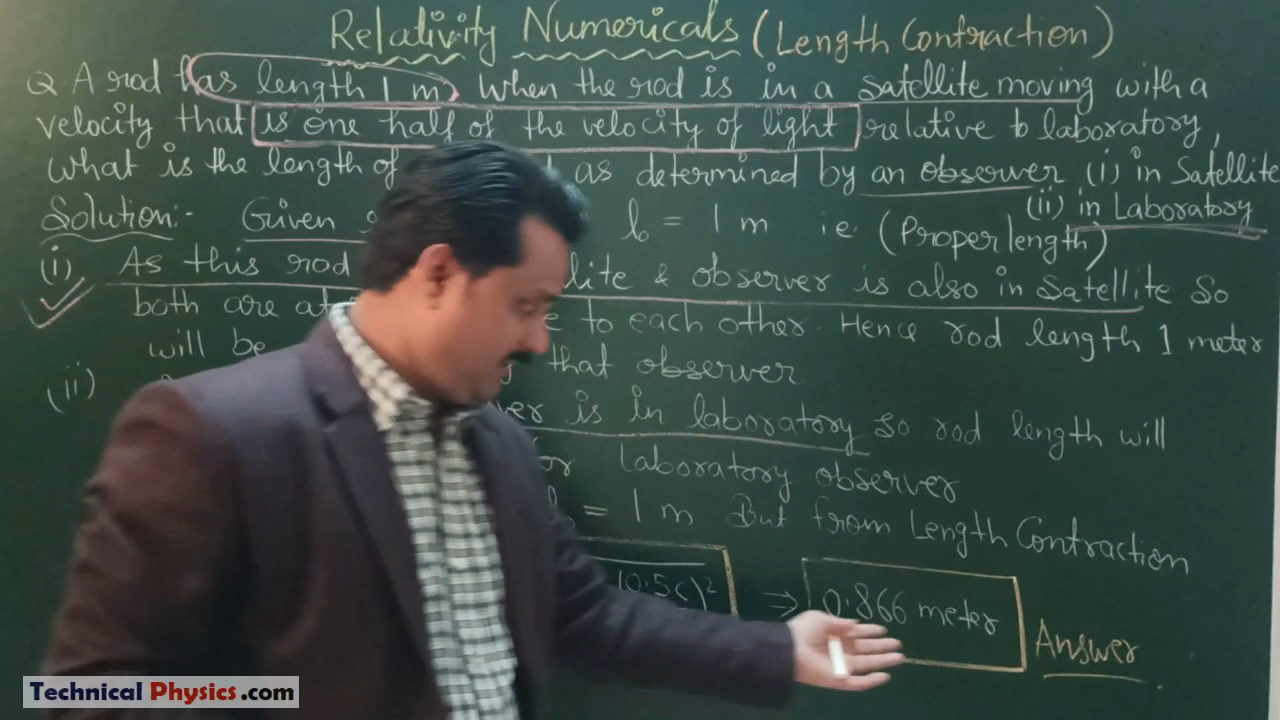 Relativity Numericals (Length Contraction)
Q. A rod has length 1 m. When the rod is in a satellite moving with a
velocity that is one half of the velocity of light relative to laboratory,
what is the length of as determined by an observer (i) in Satellite
(ii) in Laboratory
Solution:- Given l₀ = 1 m ie. (Proper length)
(i) As this rod & observer is also in Satellite So
both are at to each other. Hence rod length 1 meter
will be that observer
(ii) is in laboratory so rod length will
laboratory observer
= 1 m But from Length Contraction
(0.5c)² ⇒ 0.866 meter
Answer
Technical Physics.com